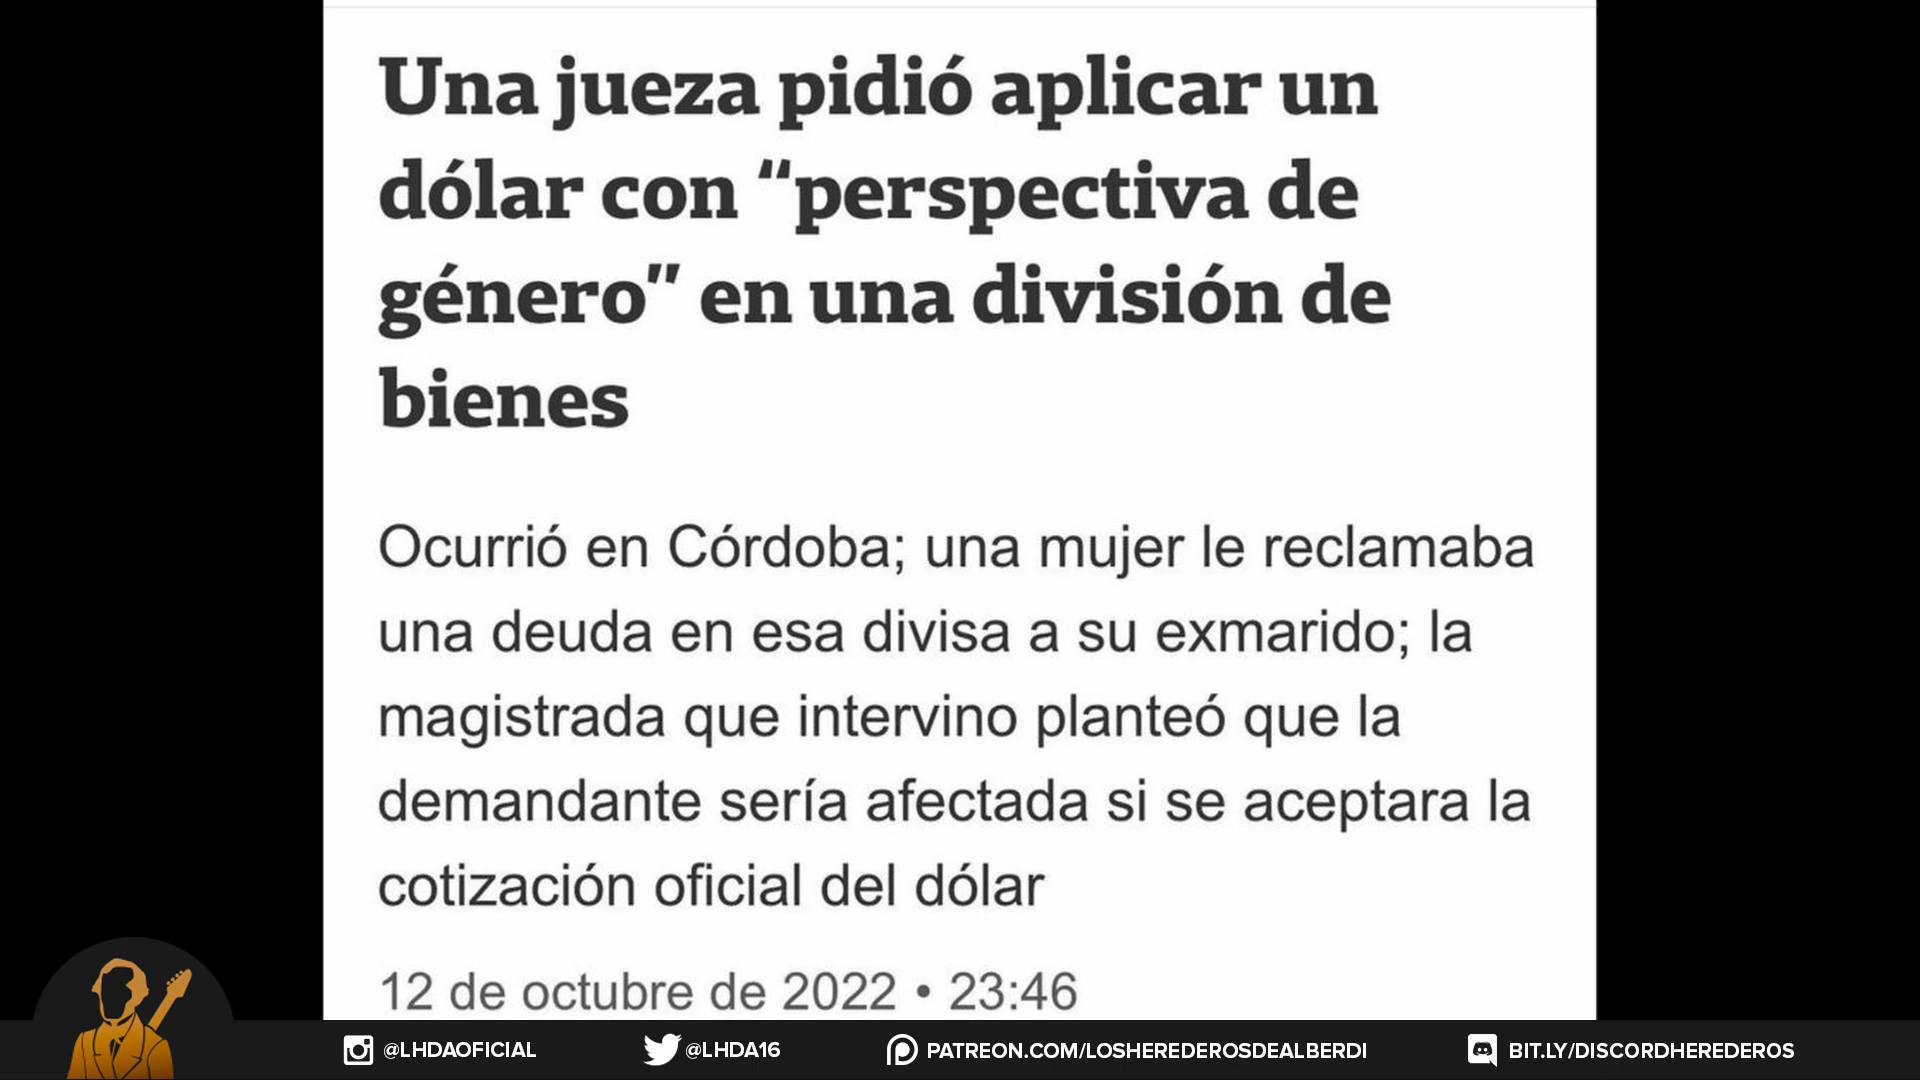 Una jueza pidió aplicar un
dólar con “perspectiva de
género” en una división de
bienes
Ocurrió en Córdoba; una mujer le reclamaba
una deuda en esa divisa a su exmarido; la
magistrada que intervino planteó que la
demandante sería afectada si se aceptara la
cotización oficial del dólar
12 de octubre de 2022 • 23:46
@LHDAOFICIAL
@LHDA16
PATREON.COM/LOSHEREDEROSDEALBERDI
BIT.LY/DISCORDHEREDEROS